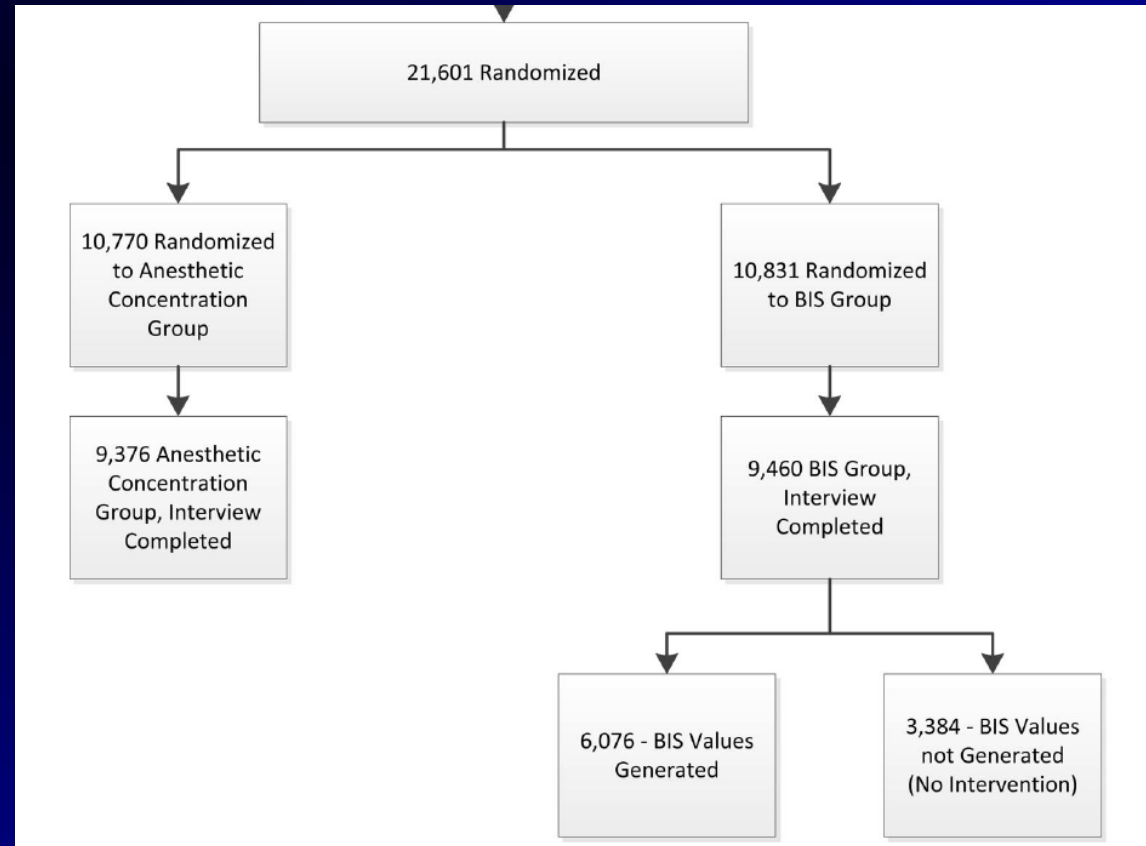 21,601 Randomized
10,770 Randomized
to Anesthetic
Concentration
Group
10,831 Randomized
to BIS Group
9,376 Anesthetic
Concentration
Group, Interview
Completed
9,460 BIS Group,
Interview
Completed
6,076 - BIS Values
Generated
3,384 - BIS Values
not Generated
(No Intervention)